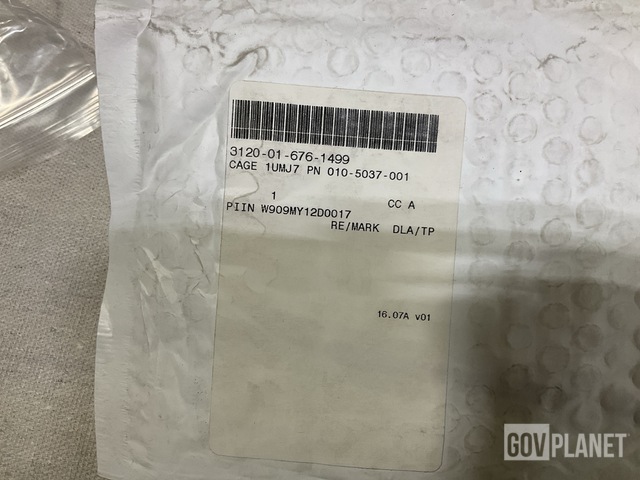 3120-01-676-1499
CAGE 1UMJ7 PN 010-5037-001
1 CC A
PIIN W909MY12D0017
RE/MARK DLA/TP
16.07A V01
GOVPLANET